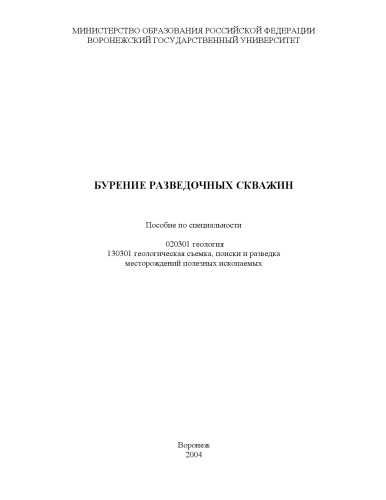 МИНИСТЕРСТВО ОБРАЗОВАНИЯ РОССИЙСКОЙ ФЕДЕРАЦИИ
ВОРОНЕЖСКИЙ ГОСУДАРСТВЕННЫЙ УНИВЕРСИТЕТ
БУРЕНИЕ РАЗВЕДОЧНЫХ СКВАЖИН
Пособие по специальности
020301 геология
130301 геологическая съемка, поиски и разведка
месторождений полезных ископаемых
Воронеж
2004